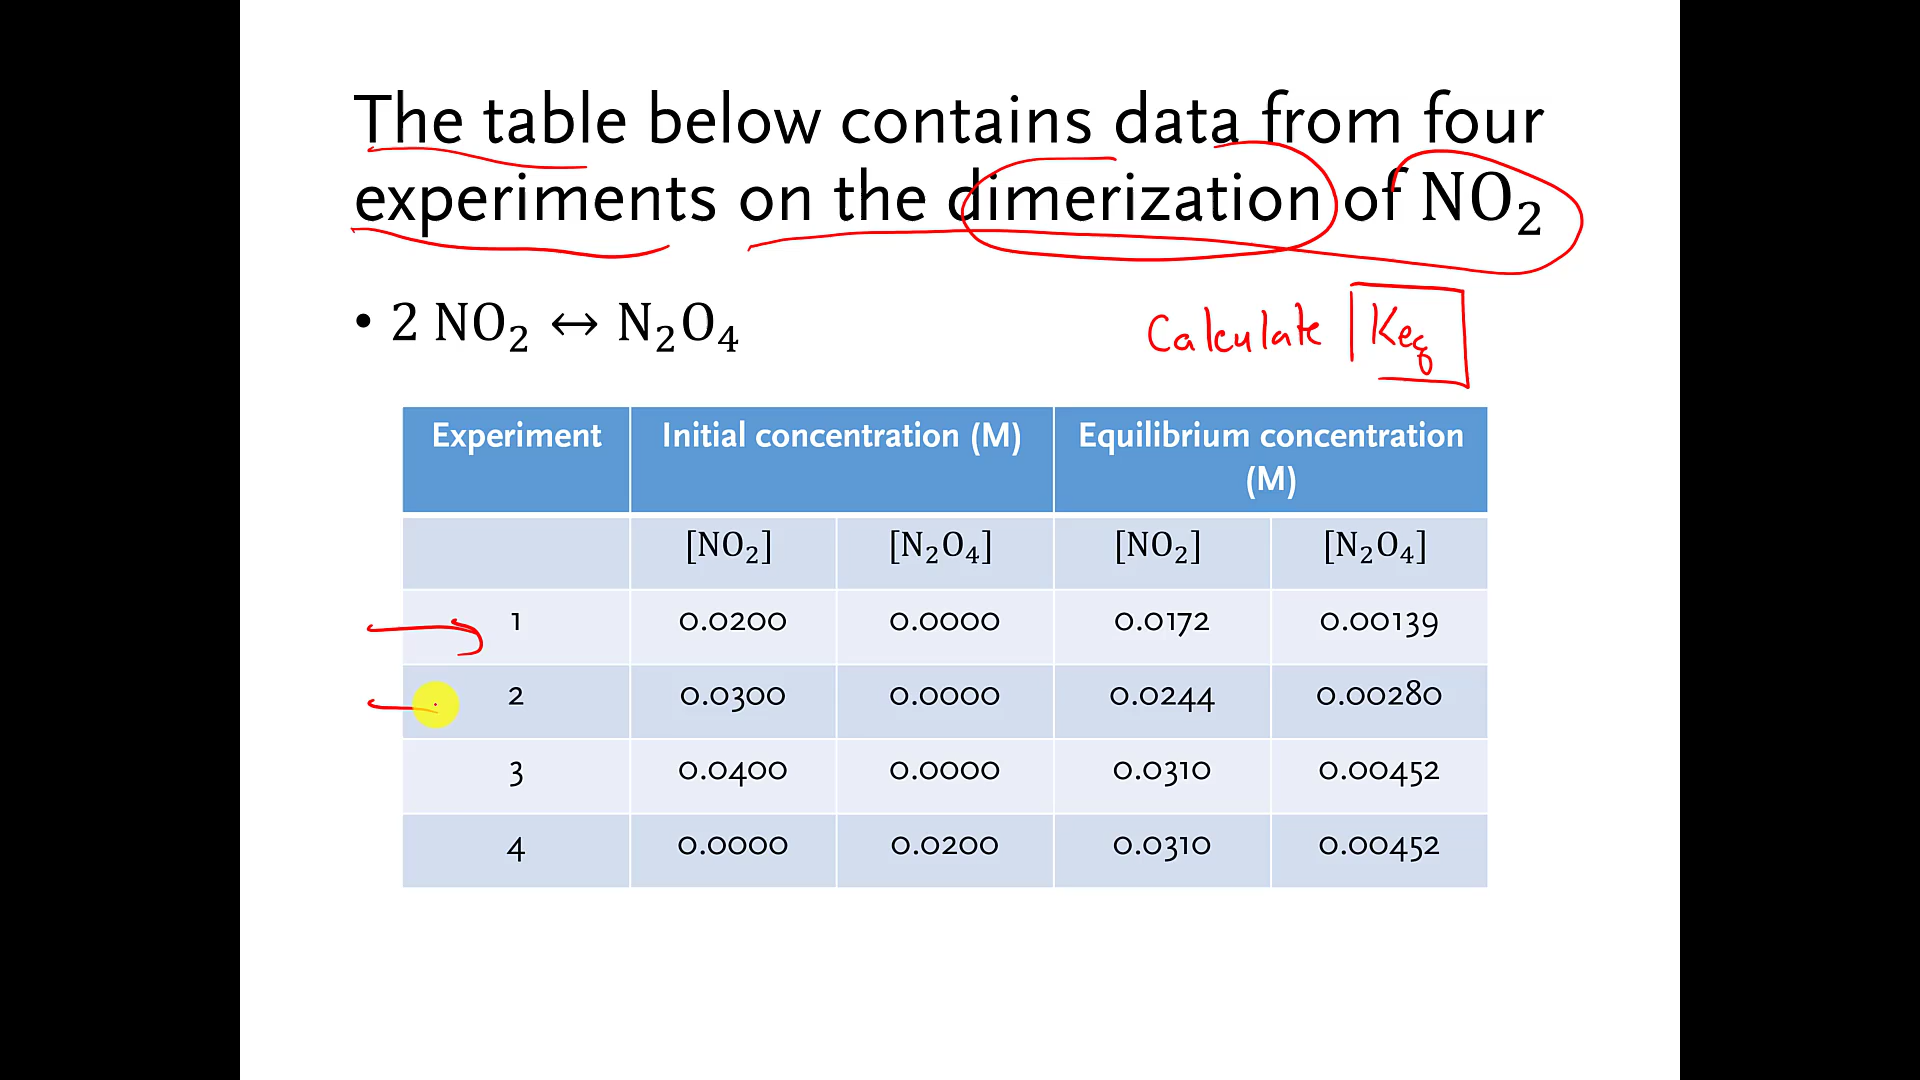 The table below contains data from four
experiments on the dimerization of NO₂
• 2 NO₂ ↔ N₂O₄
Calculate Keq
Experiment Initial concentration (M) Equilibrium concentration
(M)
[NO₂] [N₂O₄] [NO₂] [N₂O₄]
1 0.0200 0.0000 0.0172 0.00139
2 0.0300 0.0000 0.0244 0.00280
3 0.0400 0.0000 0.0310 0.00452
4 0.0000 0.0200 0.0310 0.00452